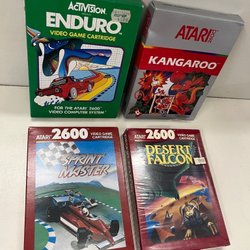 ACTIVISION
ENDURO
VIDEO GAME CARTRIDGE
FOR THE ATARI 2600
VIDEO COMPUTER SYSTEM
ATARI
KANGAROO
ATARI 2600 VIDEO GAME CARTRIDGE
SPRINT
MASTER
ATARI 2600 VIDEO GAME CARTRIDGE
DESERT
FALCON